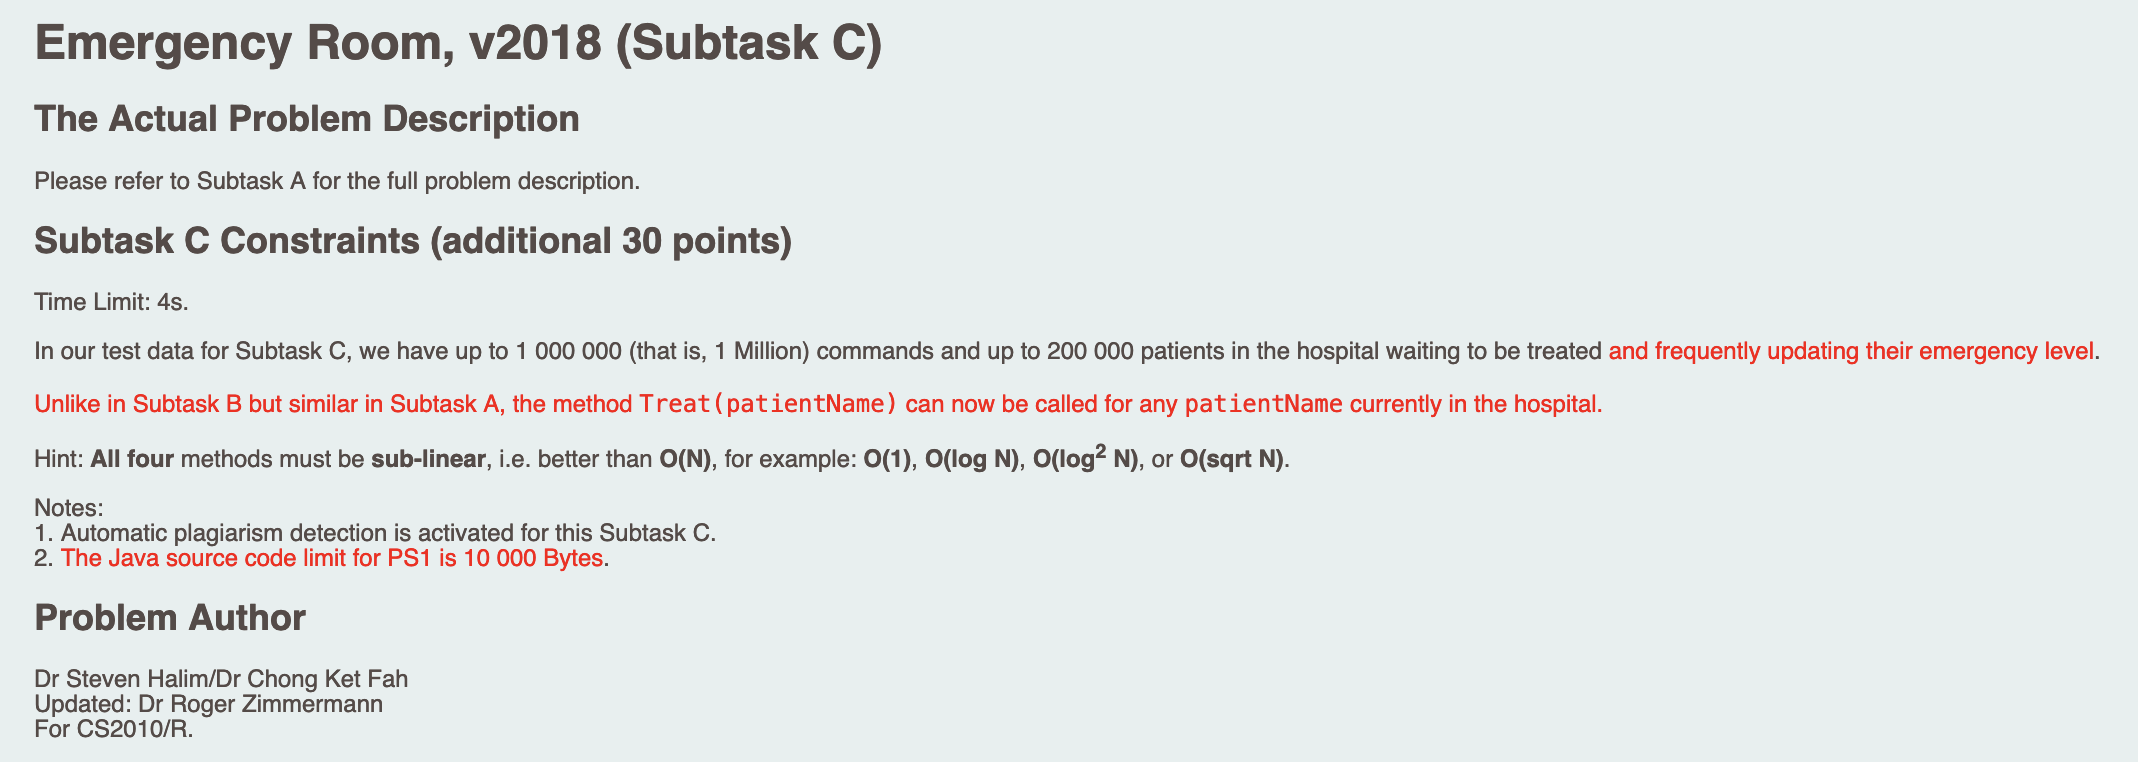 Emergency Room, v2018 (Subtask C)
The Actual Problem Description
Please refer to Subtask A for the full problem description.
Subtask C Constraints (additional 30 points)
Time Limit: 4s.
In our test data for Subtask C, we have up to 1 000 000 (that is, 1 Million) commands and up to 200 000 patients in the hospital waiting to be treated and frequently updating their emergency level.
Unlike in Subtask B but similar in Subtask A, the method Treat(patientName) can now be called for any patientName currently in the hospital.
Hint: All four methods must be sub-linear, i.e. better than O(N), for example: O(1), O(log N), O(log² N), or O(sqrt N).
Notes:
1. Automatic plagiarism detection is activated for this Subtask C.
2. The Java source code limit for PS1 is 10 000 Bytes.
Problem Author
Dr Steven Halim/Dr Chong Ket Fah
Updated: Dr Roger Zimmermann
For CS2010/R.